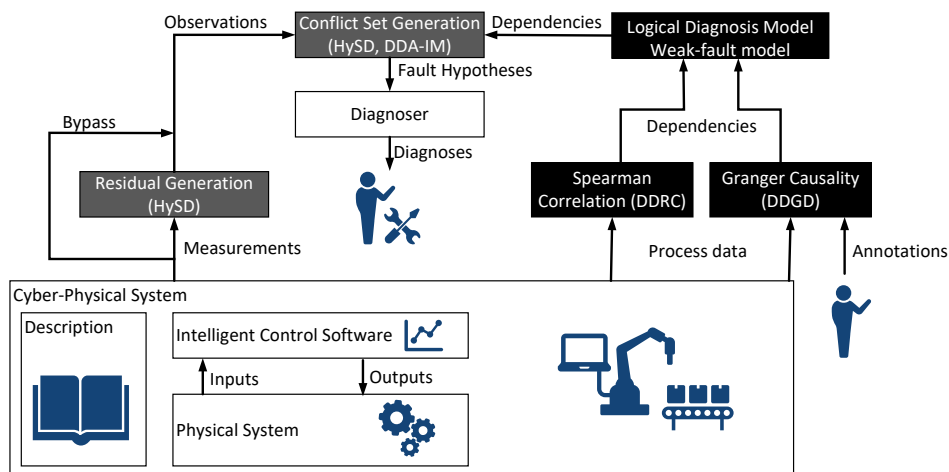 Observations
Conflict Set Generation
(HySD, DDA-IM)
Dependencies
Logical Diagnosis Model
Weak-fault model
Fault Hypotheses
Bypass
Diagnoser
Dependencies
Diagnoses
Residual Generation
(HySD)
Spearman
Correlation (DDRC)
Granger Causality
(DDGD)
Measurements
Process data
Annotations
Cyber-Physical System
Description
Intelligent Control Software
Inputs
Outputs
Physical System